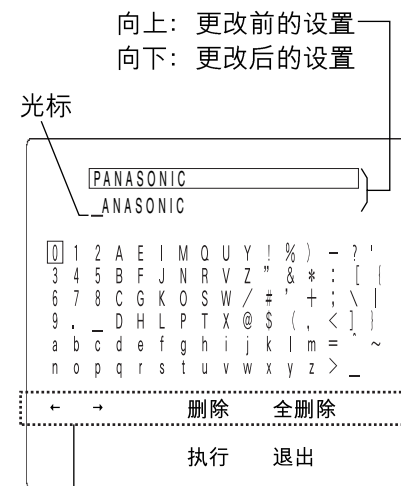 向上：更改前的设置
向下：更改后的设置
光标
PANASONIC
_ANASONIC
0 1 2 A E I M Q U Y ! % ) − ? '
3 4 5 B F J N R V Z " & * : [ {
6 7 8 C G K O S W / # ' + ; \ |
9 . _ D H L P T X @ $ ( , < ] }
a b c d e f g h i j k l m = ^ ~
n o p q r s t u v w x y z > _
← → 删除 全删除
执行 退出